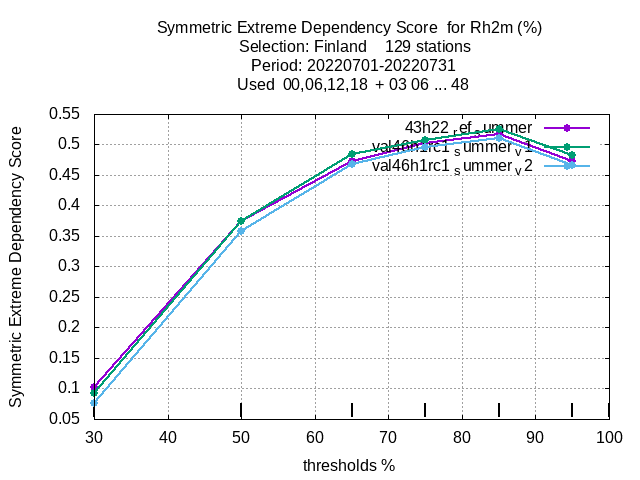 Symmetric Extreme Dependency Score for Rh2m (%)
Selection: Finland 129 stations
Period: 20220701-20220731
Used 00,06,12,18 + 03 06 ... 48
Symmetric Extreme Dependency Score
0.55
0.5
0.45
0.4
0.35
0.3
0.25
0.2
0.15
0.1
0.05
43h22_ref_summer
val46h1rc1_summer_v1
val46h1rc1_summer_v2
30 40 50 60 70 80 90 100
thresholds %